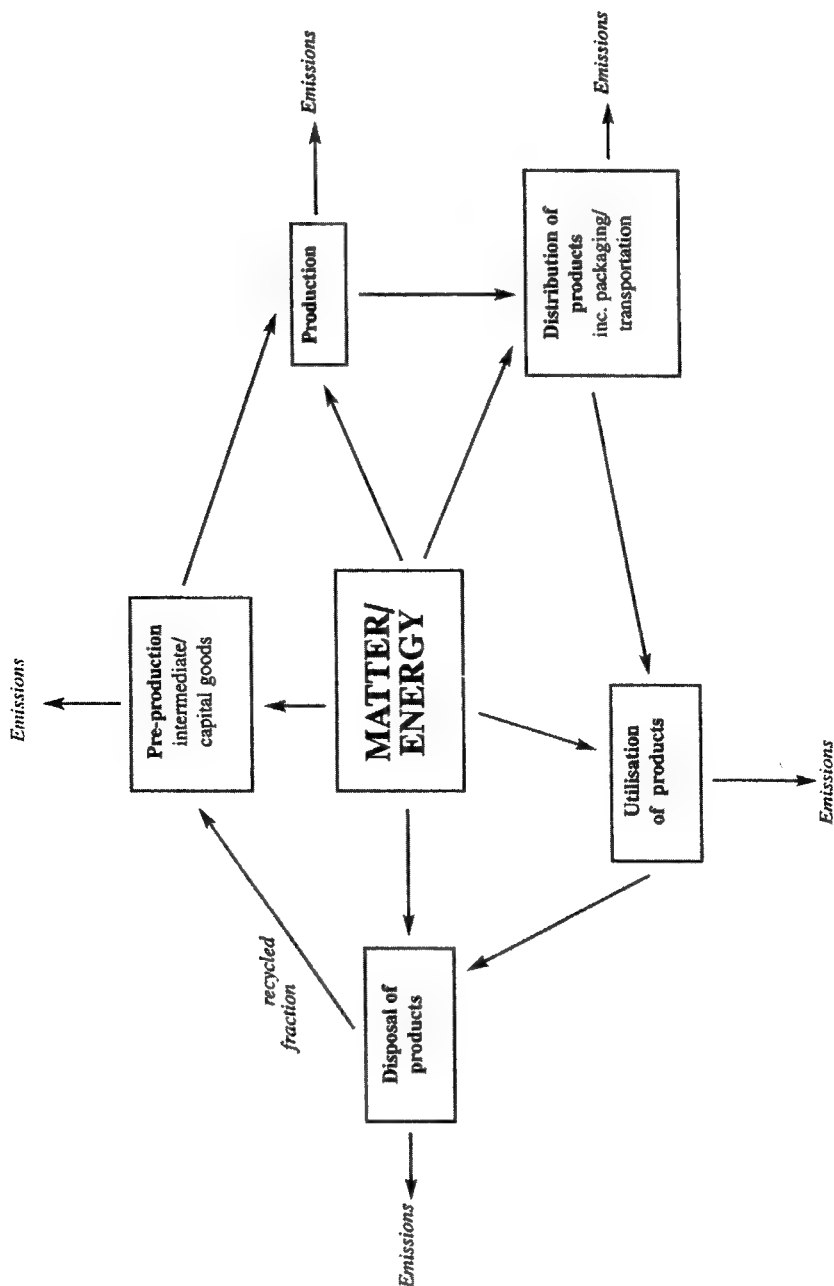 Emissions
Pre-production
intermediate/
capital goods
Emissions
Production
recycled
fraction
MATTER/
ENERGY
Emissions
Disposal of
products
Distribution of
products
inc. packaging/
transportation
Emissions
Utilisation
of products
Emissions